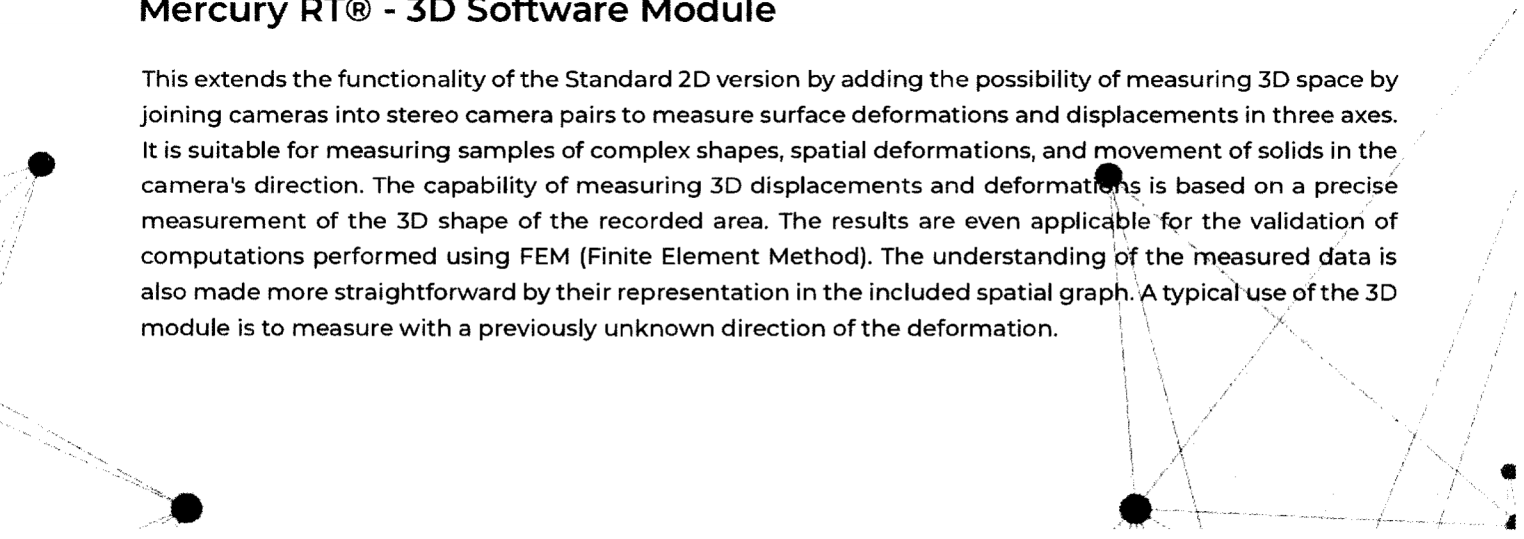 Mercury RT® - 3D Software Module
This extends the functionality of the Standard 2D version by adding the possibility of measuring 3D space by
joining cameras into stereo camera pairs to measure surface deformations and displacements in three axes.
It is suitable for measuring samples of complex shapes, spatial deformations, and movement of solids in the
camera's direction. The capability of measuring 3D displacements and deformations is based on a precise
measurement of the 3D shape of the recorded area. The results are even applicable for the validation of
computations performed using FEM (Finite Element Method). The understanding of the measured data is
also made more straightforward by their representation in the included spatial graph. A typical use of the 3D
module is to measure with a previously unknown direction of the deformation.